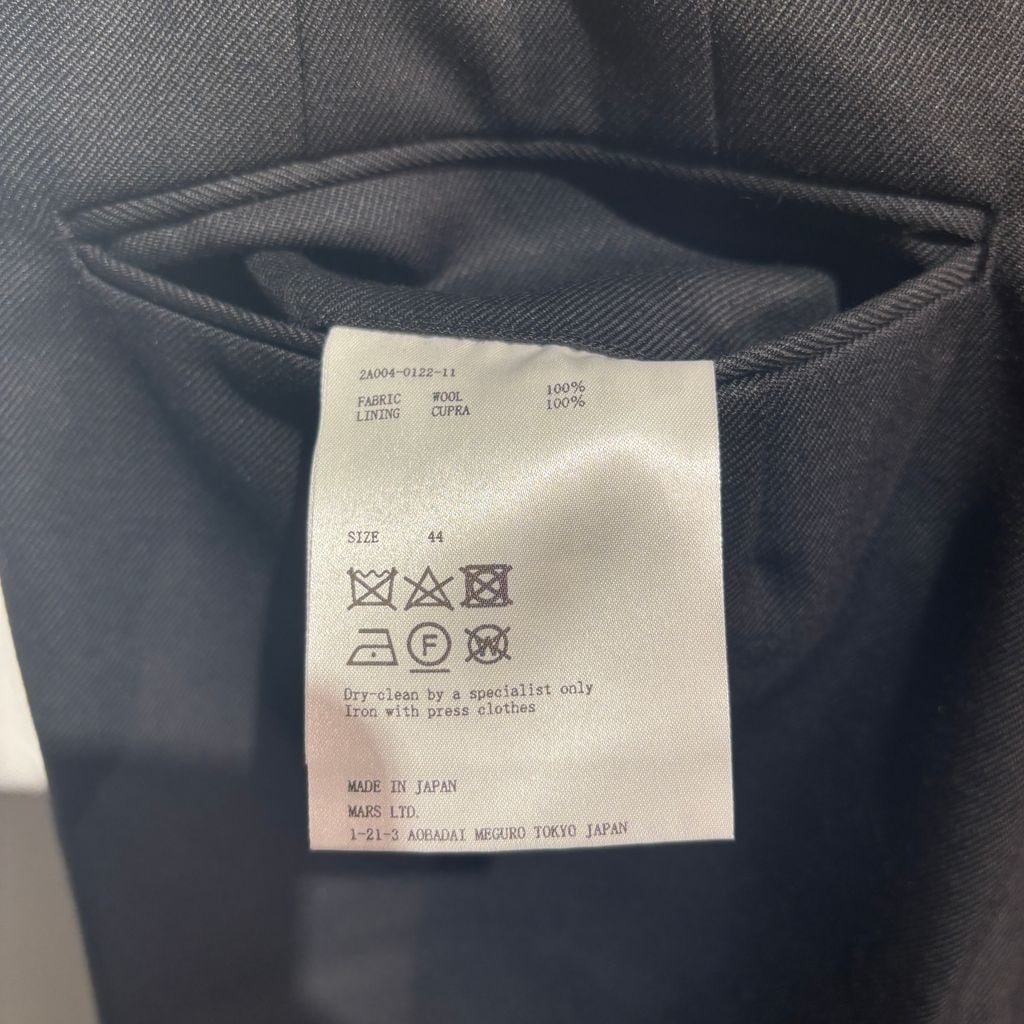 2A004-0122-11
FABRIC WOOL 100%
LINING CUPRA 100%
SIZE 44
F W
Dry-clean by a specialist only
Iron with press clothes
MADE IN JAPAN
MARS LTD.
1-21-3 AOBADAI MEGURO TOKYO JAPAN